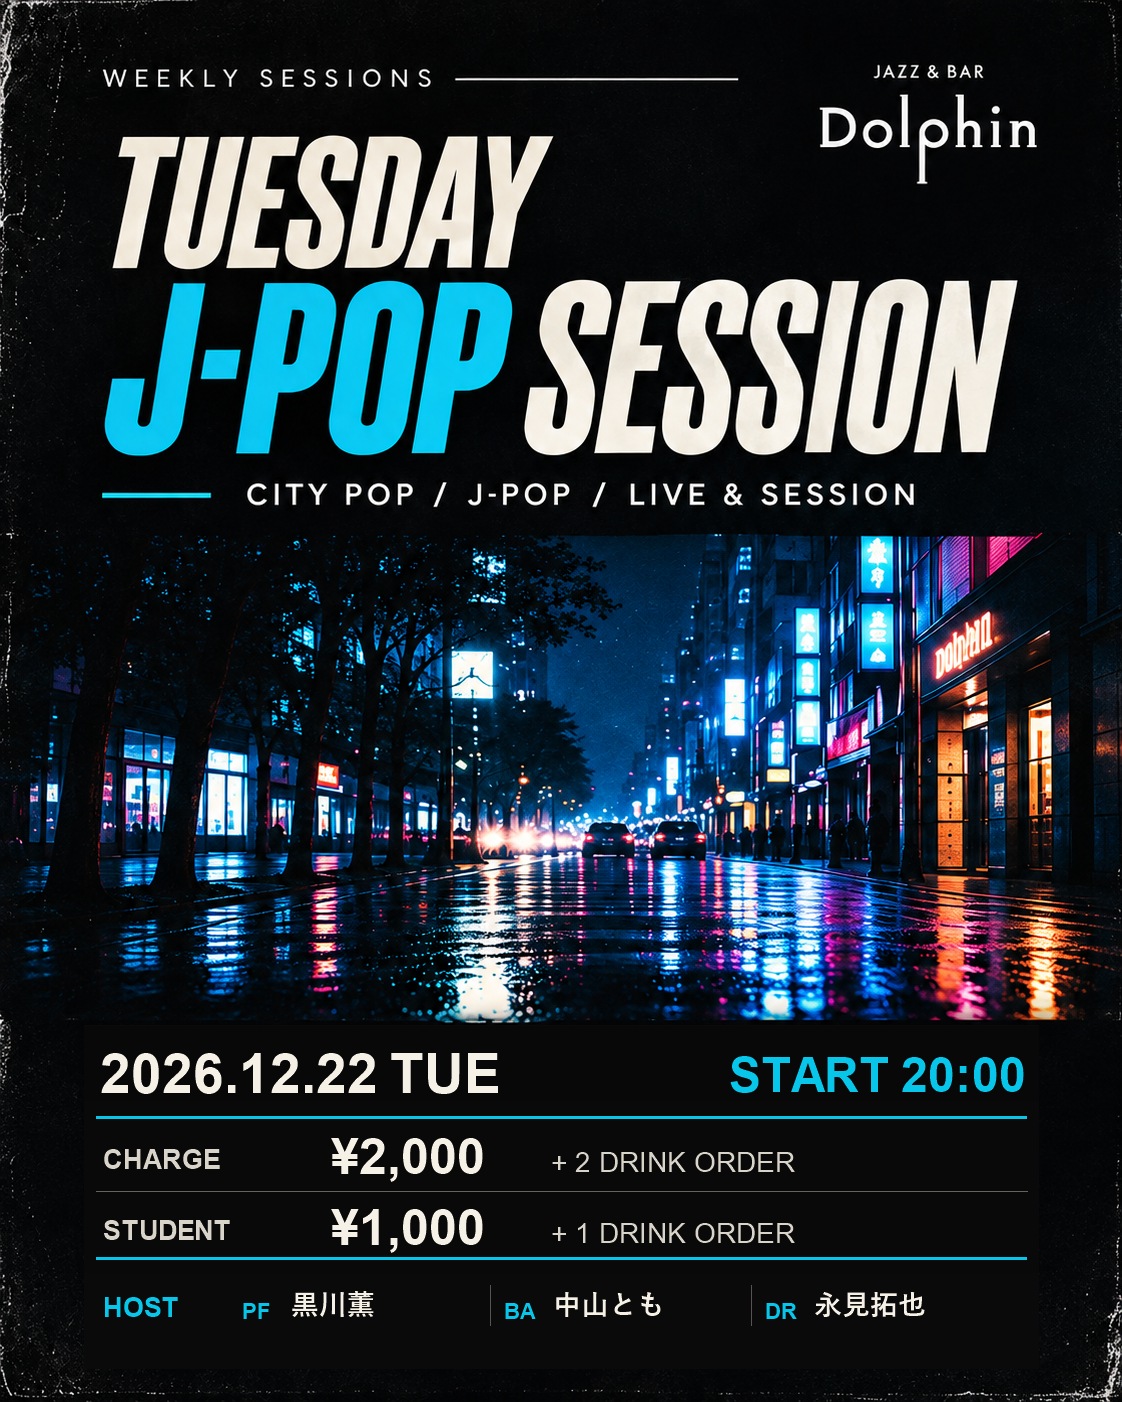 WEEKLY SESSIONS
JAZZ & BAR
Dolphin
TUESDAY
J-POP SESSION
CITY POP / J-POP / LIVE & SESSION
DOLPHIN
2026.12.22 TUE START 20:00
CHARGE ¥2,000 + 2 DRINK ORDER
STUDENT ¥1,000 + 1 DRINK ORDER
HOST PF 黒川薫 BA 中山とも DR 永見拓也